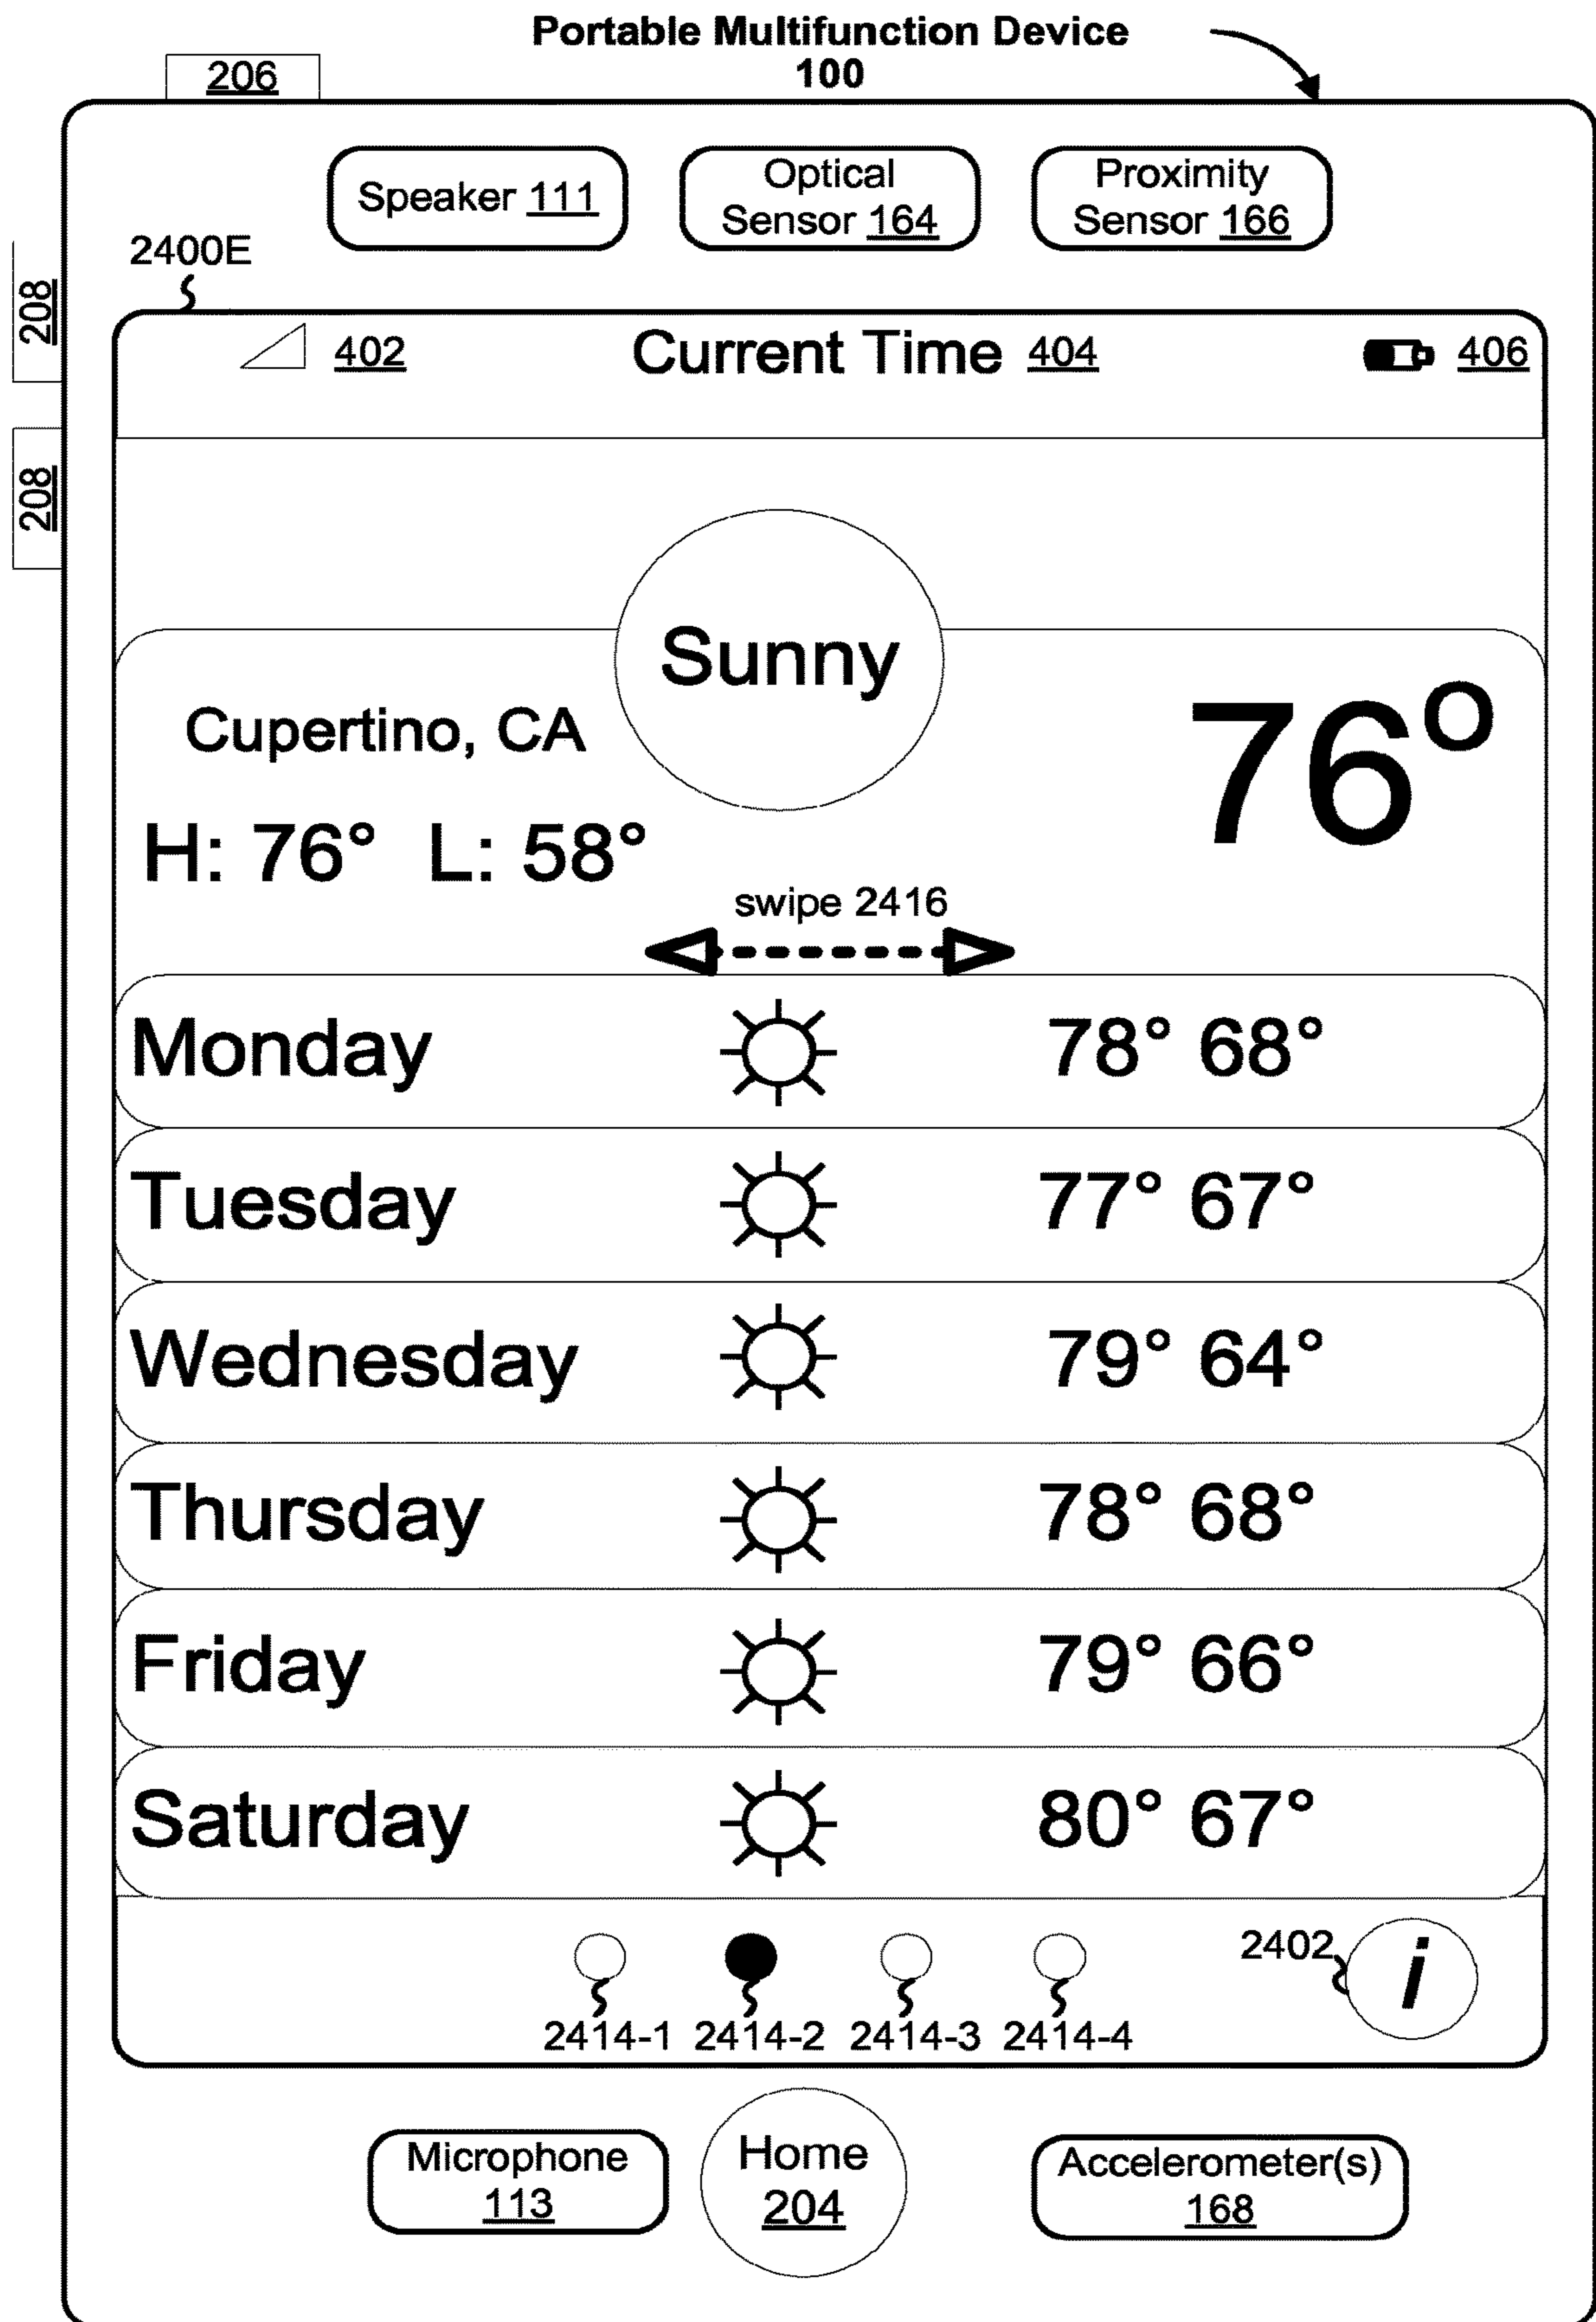 Portable Multifunction Device
100
206
Speaker 111
Optical
Sensor 164
Proximity
Sensor 166
2400E
208
208
402
Current Time 404
406
Sunny
Cupertino, CA
76°
H: 76° L: 58°
swipe 2416
Monday 78° 68°
Tuesday 77° 67°
Wednesday 79° 64°
Thursday 78° 68°
Friday 79° 66°
Saturday 80° 67°
2402
i
2414-1 2414-2 2414-3 2414-4
Microphone
113
Home
204
Accelerometer(s)
168